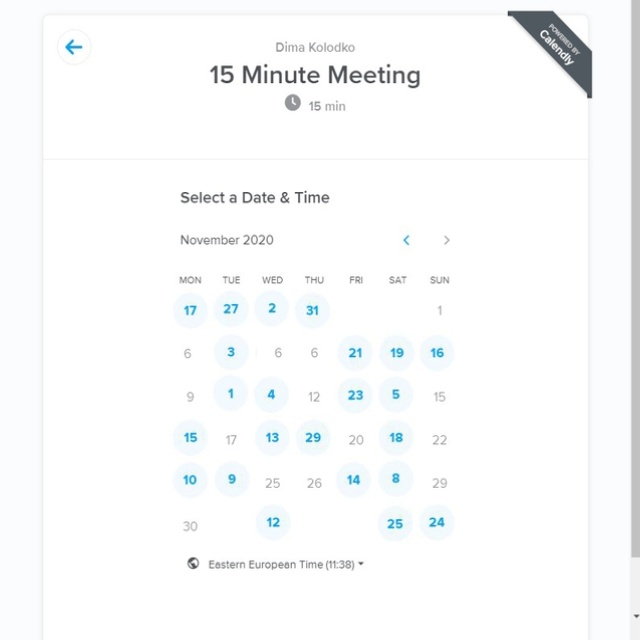 Dima Kolodko
15 Minute Meeting
15 min
POWERED BY
Calendly
Select a Date & Time
November 2020
MON TUE WED THU FRI SAT SUN
17 27 2 31 1
6 3 6 6 21 19 16
9 1 4 12 23 5 15
15 17 13 29 20 18 22
10 9 25 26 14 8 29
30 12 25 24
Eastern European Time (11:38)